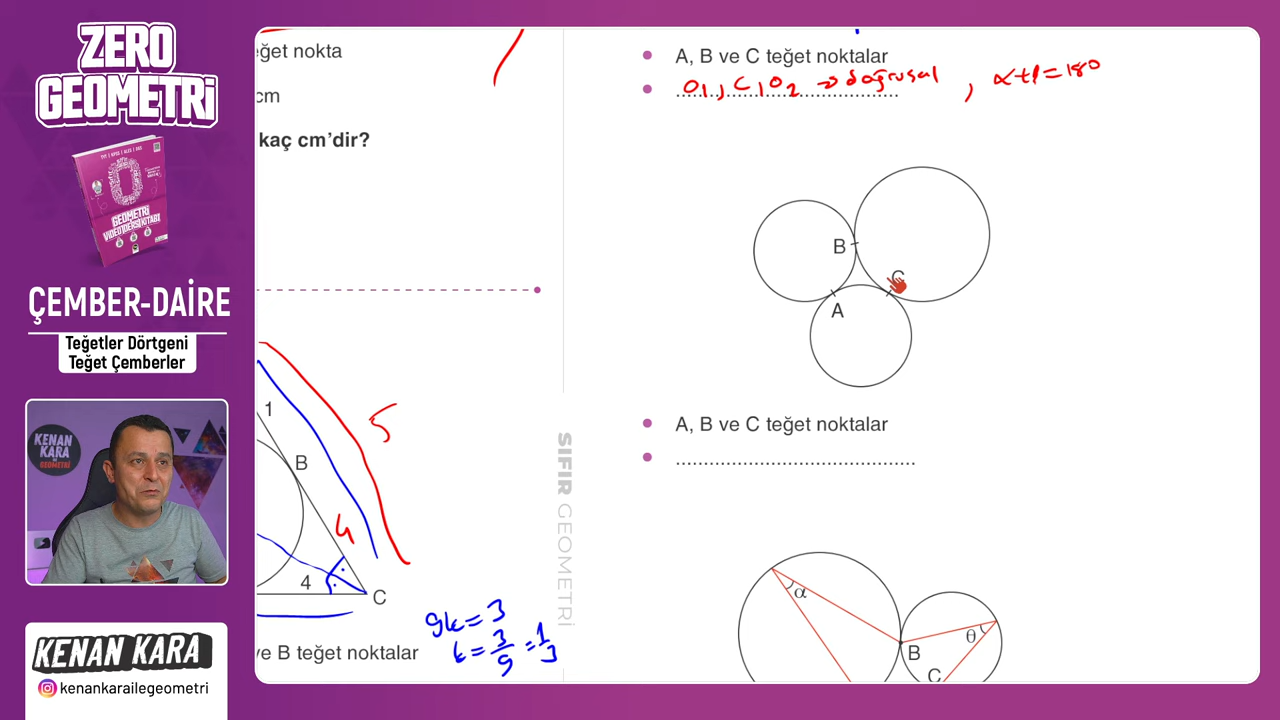 ZERO
GEOMETRi
GEOMETRİ
VİDEO DERS KİTABI
ÇEMBER-DAİRE
Teğetler Dörtgeni
Teğet Çemberler
KENAN
KARA
GEOMETRİ
KENAN KARA
kenankarailegeometri
eğet nokta
cm
kaç cm'dir?
1
B
5
4
4
C
ve B teğet noktalar
9k = 3
k = 3/9 = 1/3
SIFIR GEOMETRİ
A, B ve C teğet noktalar
O1, C, O2 ⇒ doğrusal , α+β=180
B
C
A
A, B ve C teğet noktalar
........................................
α
θ
B
C